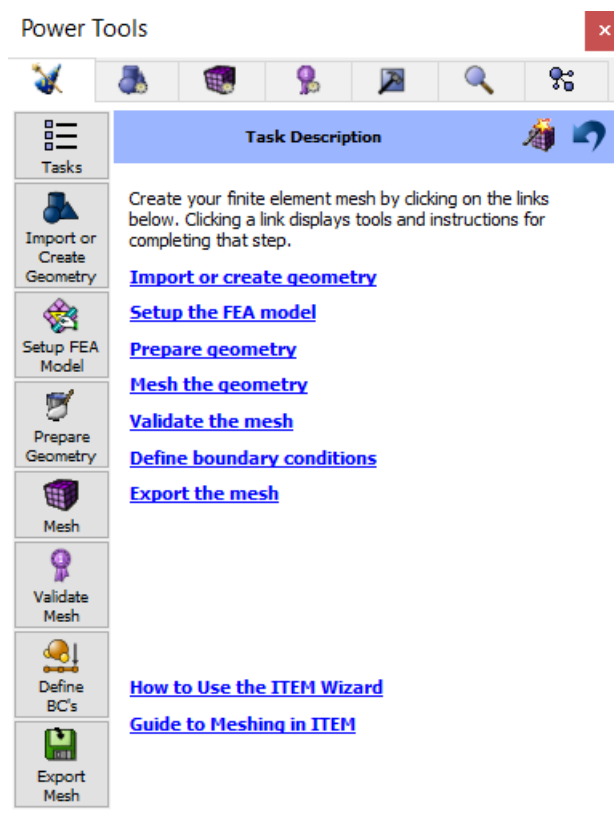 Power Tools
Tasks
Import or
Create
Geometry
Setup FEA
Model
Prepare
Geometry
Mesh
Validate
Mesh
Define
BC's
Export
Mesh
Task Description
Create your finite element mesh by clicking on the links
below. Clicking a link displays tools and instructions for
completing that step.
Import or create geometry
Setup the FEA model
Prepare geometry
Mesh the geometry
Validate the mesh
Define boundary conditions
Export the mesh
How to Use the ITEM Wizard
Guide to Meshing in ITEM